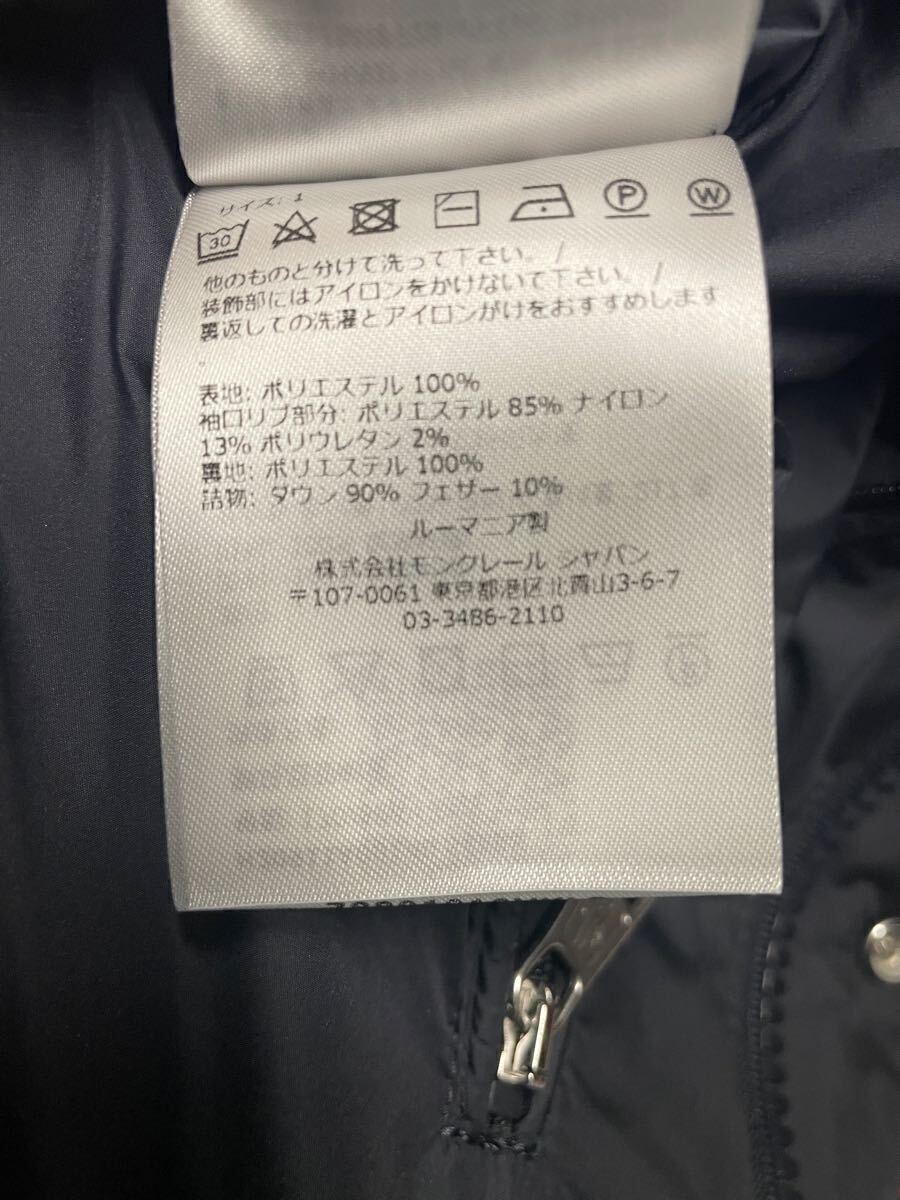 サイズ: 1
30 P W
他のものと分けて洗って下さい。/
装飾部にはアイロンをかけないで下さい。/
裏返しての洗濯とアイロンがけをおすすめします
.
表地: ポリエステル 100%
袖口リブ部分: ポリエステル 85% ナイロン
13% ポリウレタン 2%
裏地: ポリエステル 100%
詰物: ダウン 90% フェザー 10%
ルーマニア製
株式会社モンクレール ジャパン
〒107-0061 東京都港区北青山3-6-7
03-3486-2110